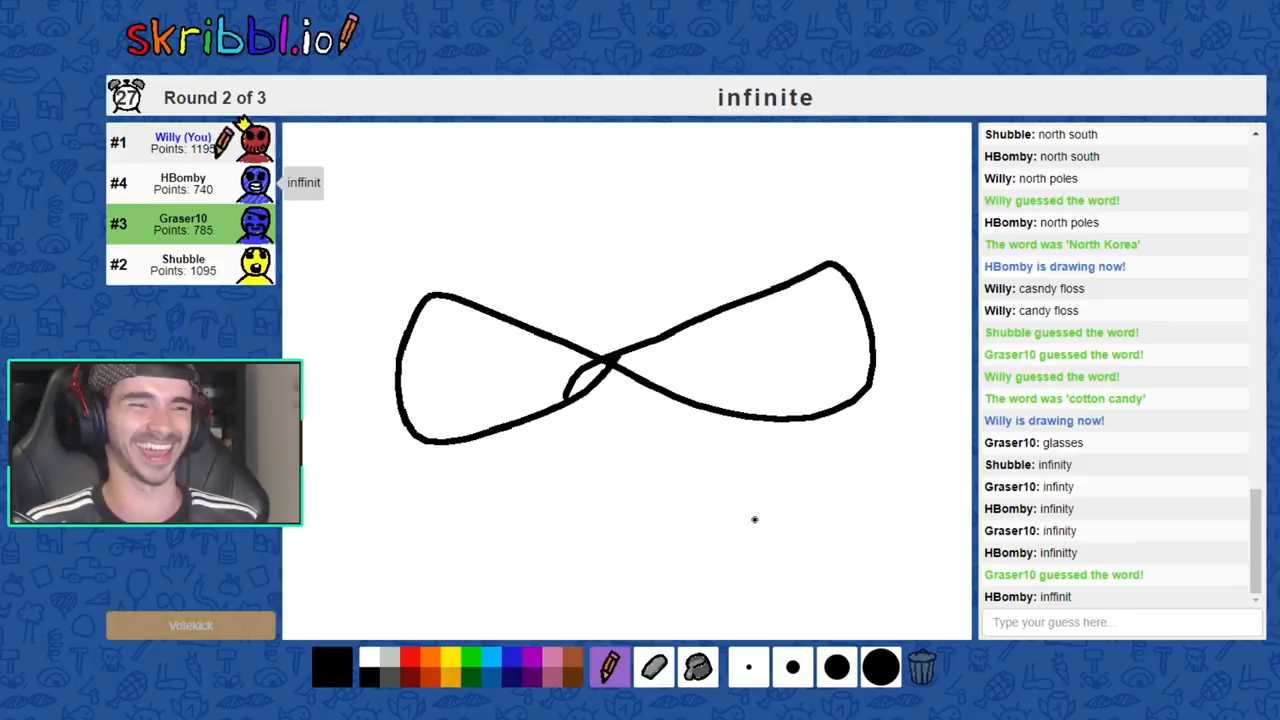 skribbl.io
27
Round 2 of 3
infinite
#1
Willy (You)
Points: 1195
#4
HBomby
Points: 740
inffinit
#3
Graser10
Points: 785
#2
Shubble
Points: 1095
Votekick
Shubble: north south
HBomby: north south
Willy: north poles
Willy guessed the word!
HBomby: north poles
The word was 'North Korea'
HBomby is drawing now!
Willy: casndy floss
Willy: candy floss
Shubble guessed the word!
Graser10 guessed the word!
Willy guessed the word!
The word was 'cotton candy'
Willy is drawing now!
Graser10: glasses
Shubble: infinity
Graser10: infinty
HBomby: infinity
Graser10: infinity
HBomby: infinitty
Graser10 guessed the word!
HBomby: inffinit
Type your guess here...